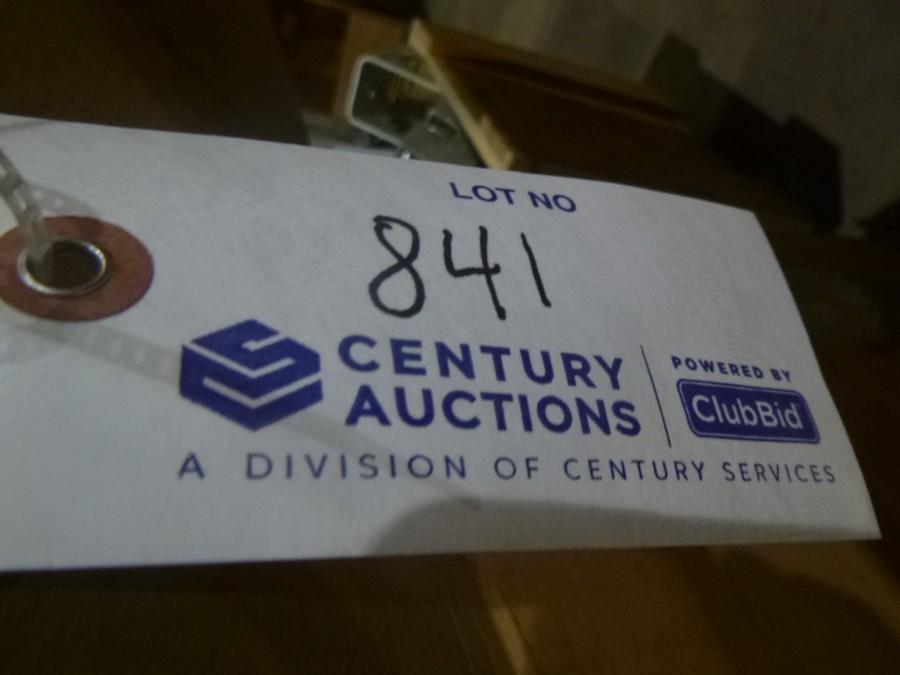 LOT NO
841
CENTURY
AUCTIONS
POWERED BY
ClubBid
A DIVISION OF CENTURY SERVICES